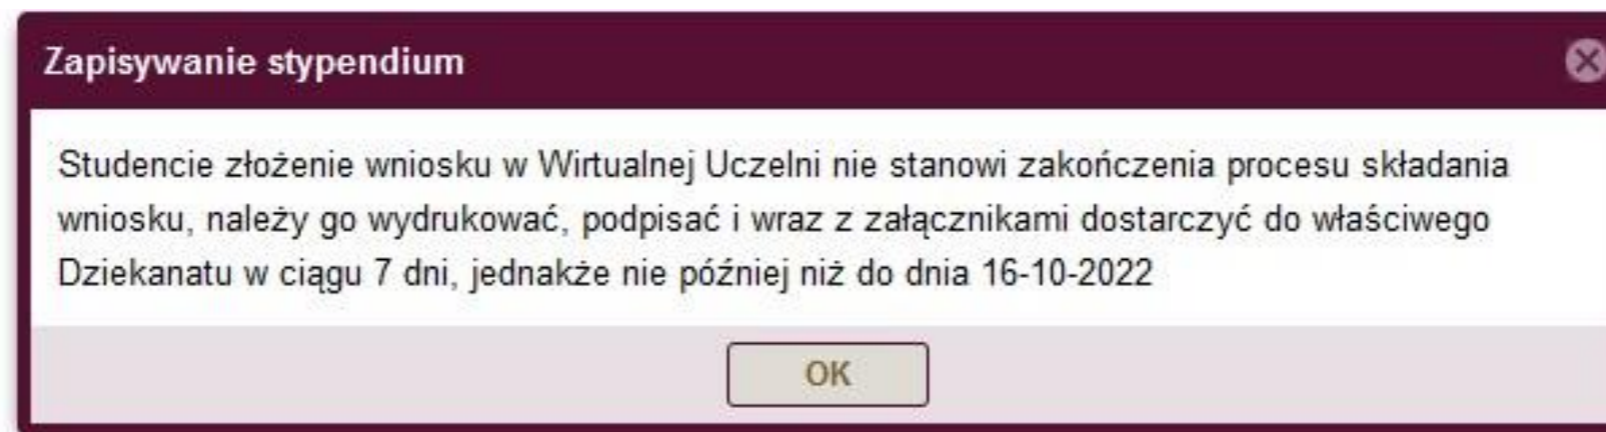 Zapisywanie stypendium
Studencie złożenie wniosku w Wirtualnej Uczelni nie stanowi zakończenia procesu składania
wniosku, należy go wydrukować, podpisać i wraz z załącznikami dostarczyć do właściwego
Dziekanatu w ciągu 7 dni, jednakże nie później niż do dnia 16-10-2022
OK